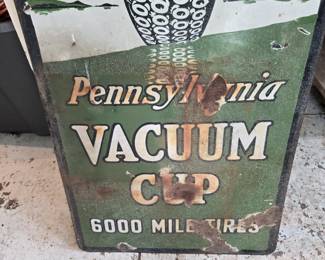 Pennsylvania
VACUUM
CUP
6000 MILE TIRES